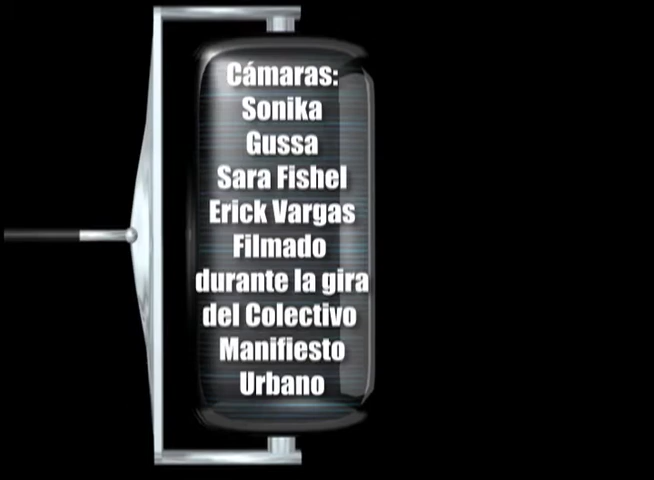 Cámaras:
Sonika
Gussa
Sara Fishel
Erick Vargas
Filmado
durante la gira
del Colectivo
Manifiesto
Urbano